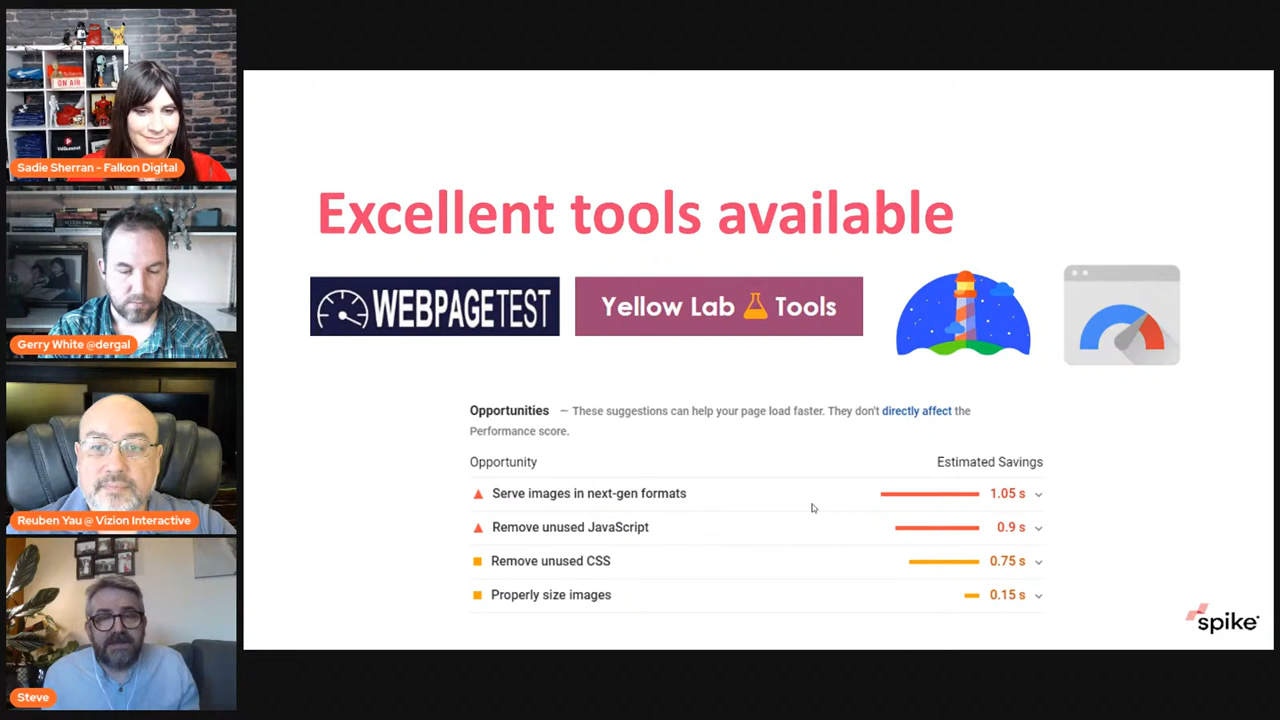 ON AIR
Sadie Sherran - Falkon Digital
Gerry White @dergal
Reuben Yau @ Vizion Interactive
Steve
Excellent tools available
WEBPAGETEST
Yellow Lab Tools
Opportunities — These suggestions can help your page load faster. They don't directly affect the
Performance score.
Opportunity Estimated Savings
Serve images in next-gen formats 1.05 s
Remove unused JavaScript 0.9 s
Remove unused CSS 0.75 s
Properly size images 0.15 s
spike